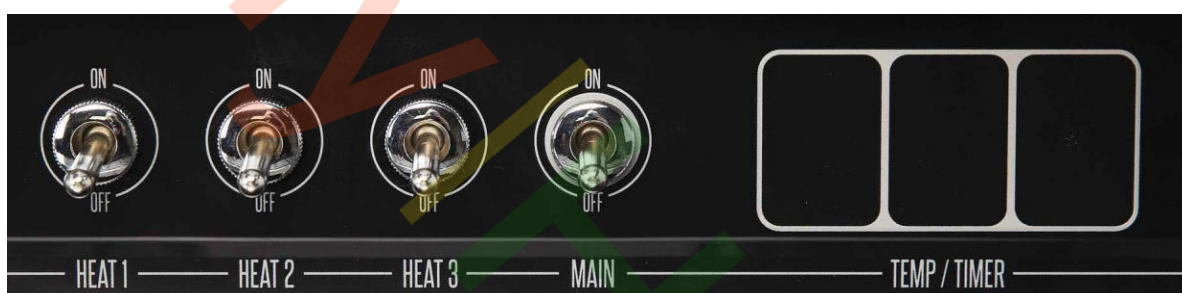 ON ON ON ON
OFF OFF OFF OFF
HEAT 1 HEAT 2 HEAT 3 MAIN TEMP / TIMER